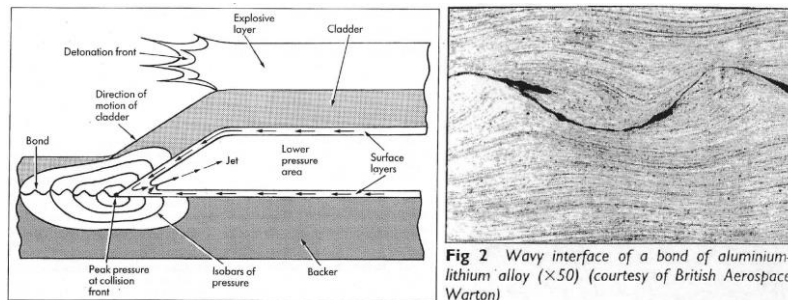 Explosive
layer
Cladder
Detonation front
Direction of
motion of
cladder
Bond
Jet
Lower
pressure
area
Surface
layers
Peak pressure
at collision
front
Isobars of
pressure
Backer
Fig 2 Wavy interface of a bond of aluminium-
lithium alloy (×50) (courtesy of British Aerospace
Warton)